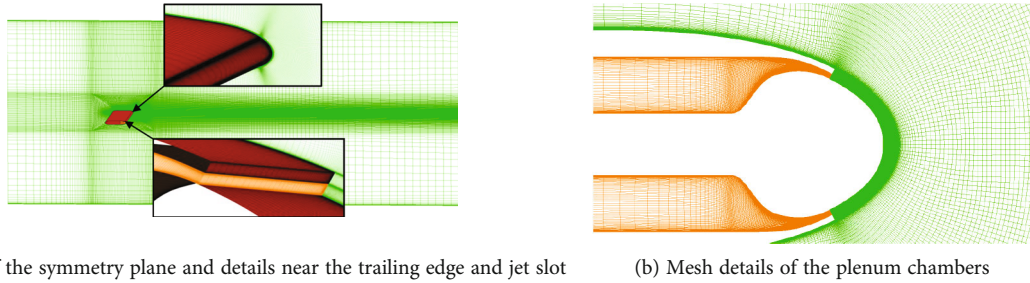 the symmetry plane and details near the trailing edge and jet slot
(b) Mesh details of the plenum chambers